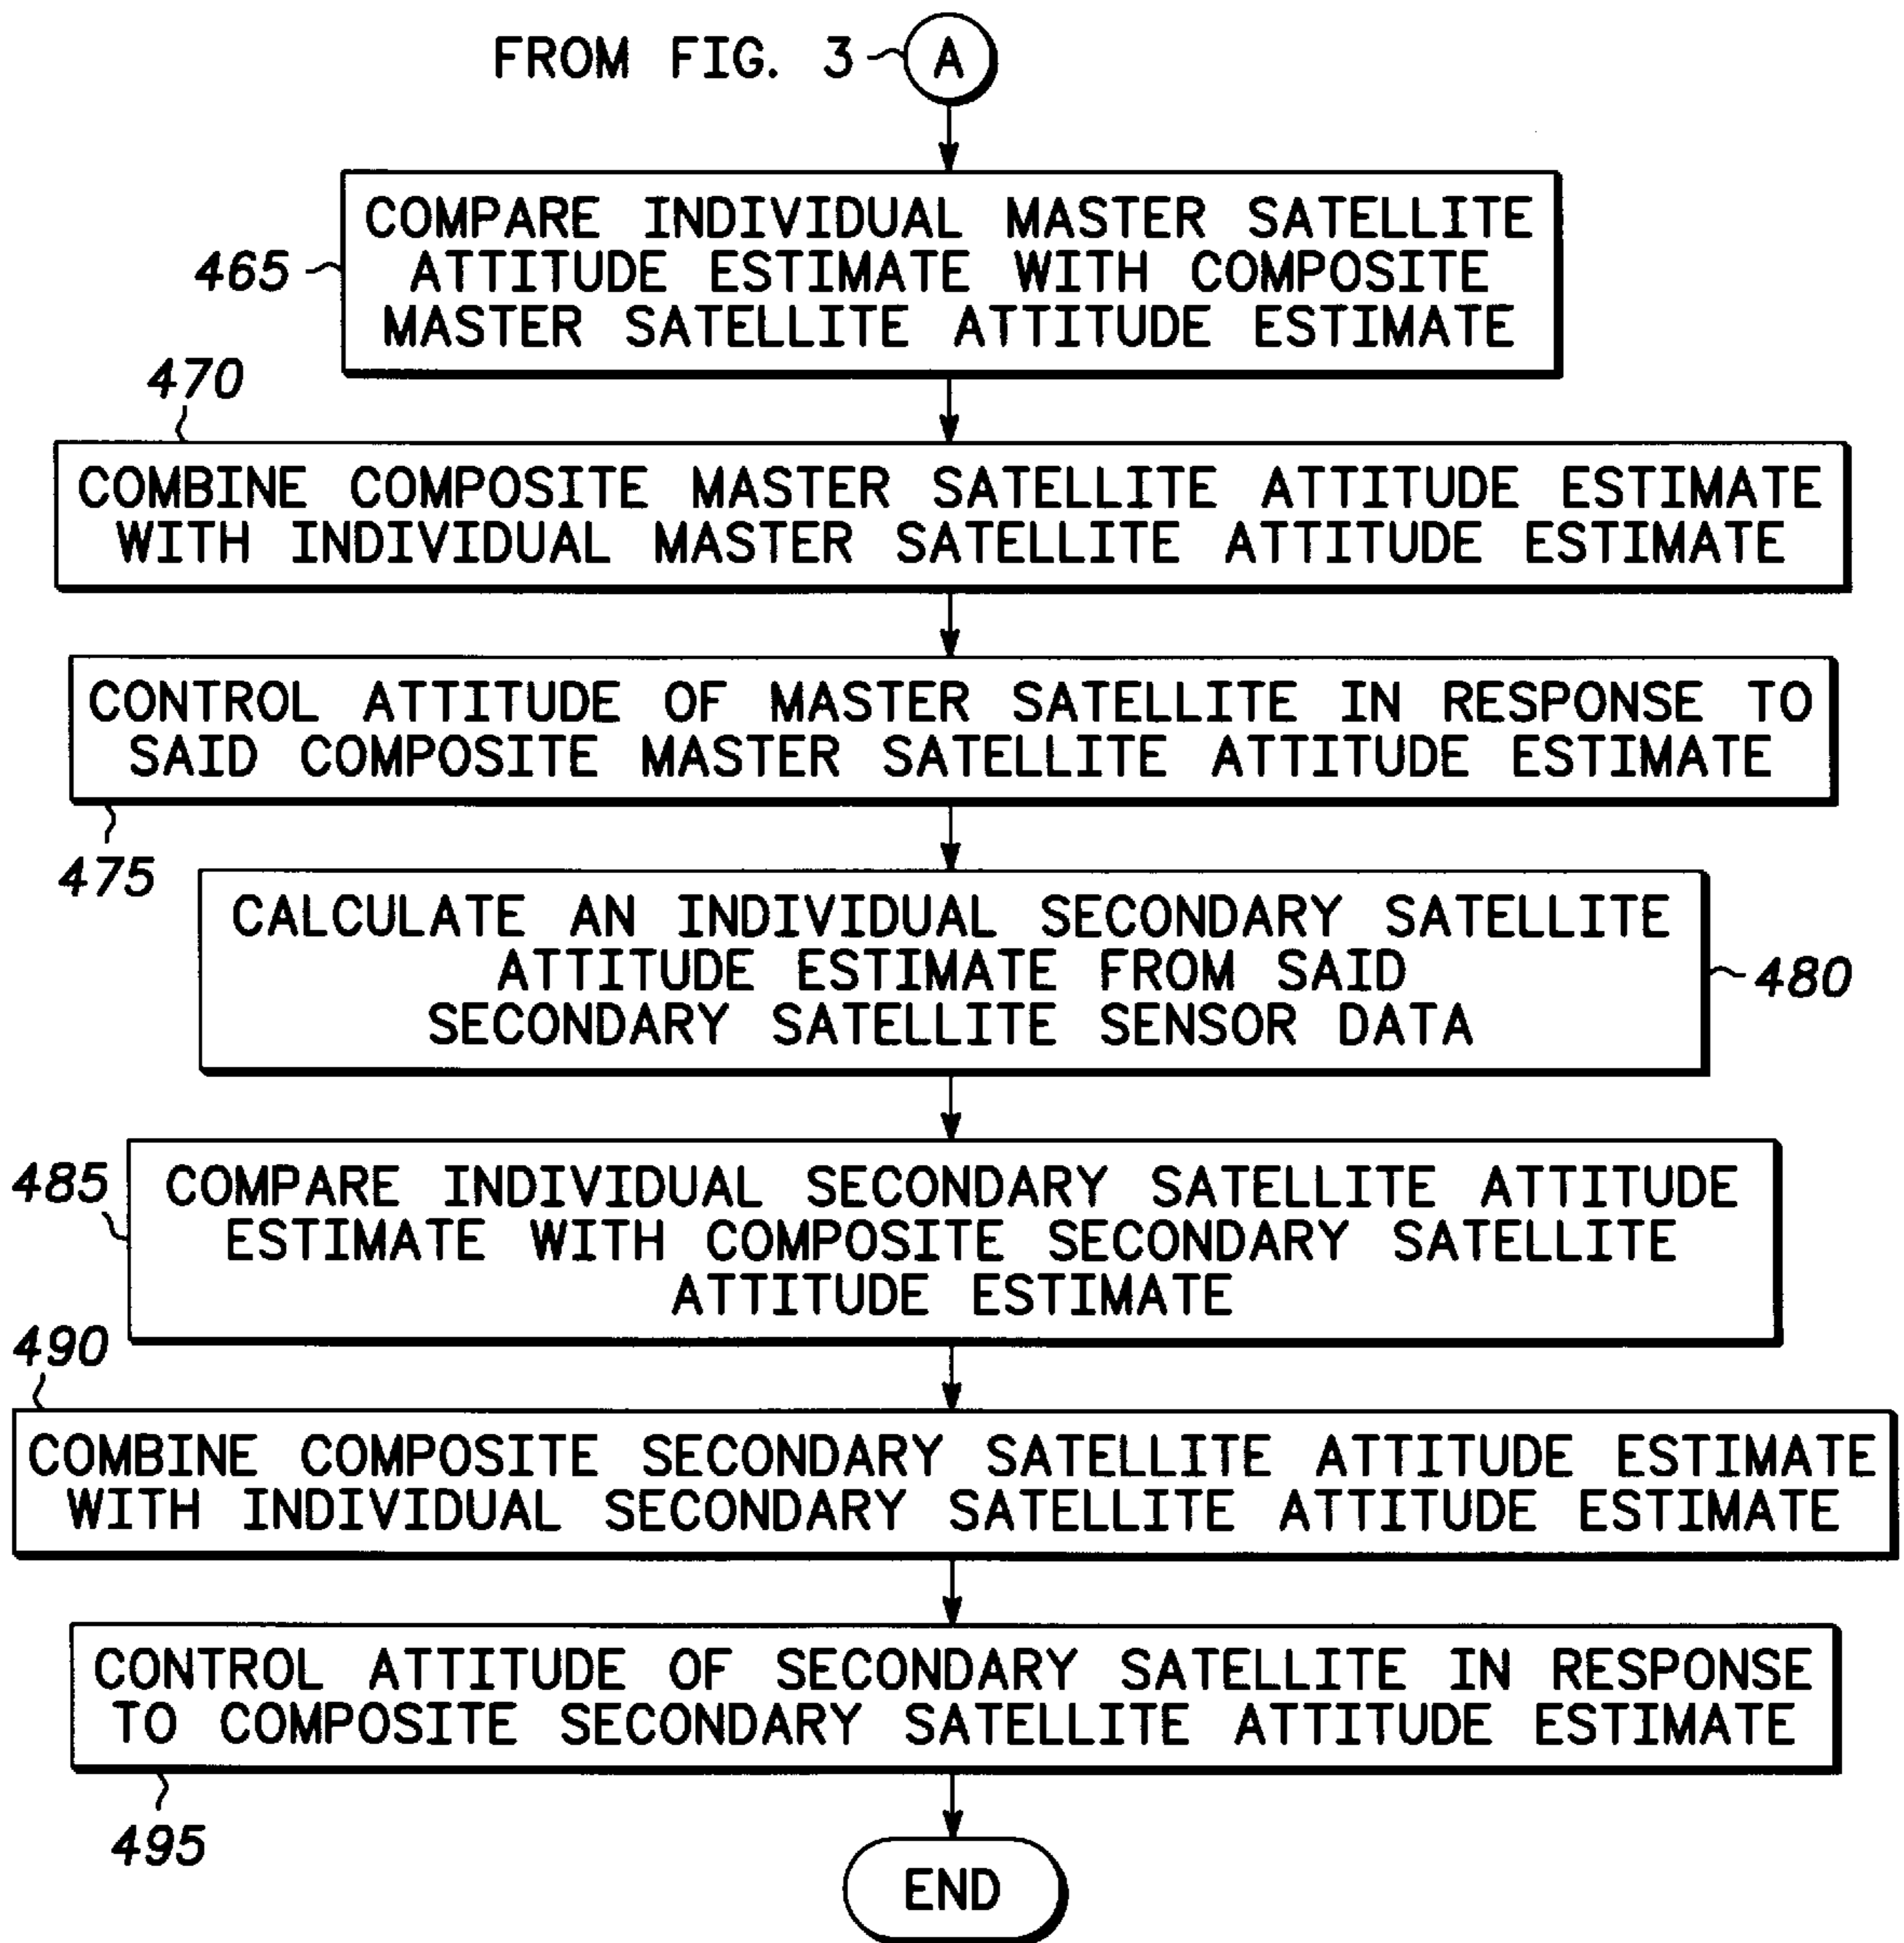 FROM FIG. 3
A
COMPARE INDIVIDUAL MASTER SATELLITE
ATTITUDE ESTIMATE WITH COMPOSITE
MASTER SATELLITE ATTITUDE ESTIMATE
465
470
COMBINE COMPOSITE MASTER SATELLITE ATTITUDE ESTIMATE
WITH INDIVIDUAL MASTER SATELLITE ATTITUDE ESTIMATE
CONTROL ATTITUDE OF MASTER SATELLITE IN RESPONSE TO
SAID COMPOSITE MASTER SATELLITE ATTITUDE ESTIMATE
475
CALCULATE AN INDIVIDUAL SECONDARY SATELLITE
ATTITUDE ESTIMATE FROM SAID
SECONDARY SATELLITE SENSOR DATA
480
485
COMPARE INDIVIDUAL SECONDARY SATELLITE ATTITUDE
ESTIMATE WITH COMPOSITE SECONDARY SATELLITE
ATTITUDE ESTIMATE
490
COMBINE COMPOSITE SECONDARY SATELLITE ATTITUDE ESTIMATE
WITH INDIVIDUAL SECONDARY SATELLITE ATTITUDE ESTIMATE
CONTROL ATTITUDE OF SECONDARY SATELLITE IN RESPONSE
TO COMPOSITE SECONDARY SATELLITE ATTITUDE ESTIMATE
495
END